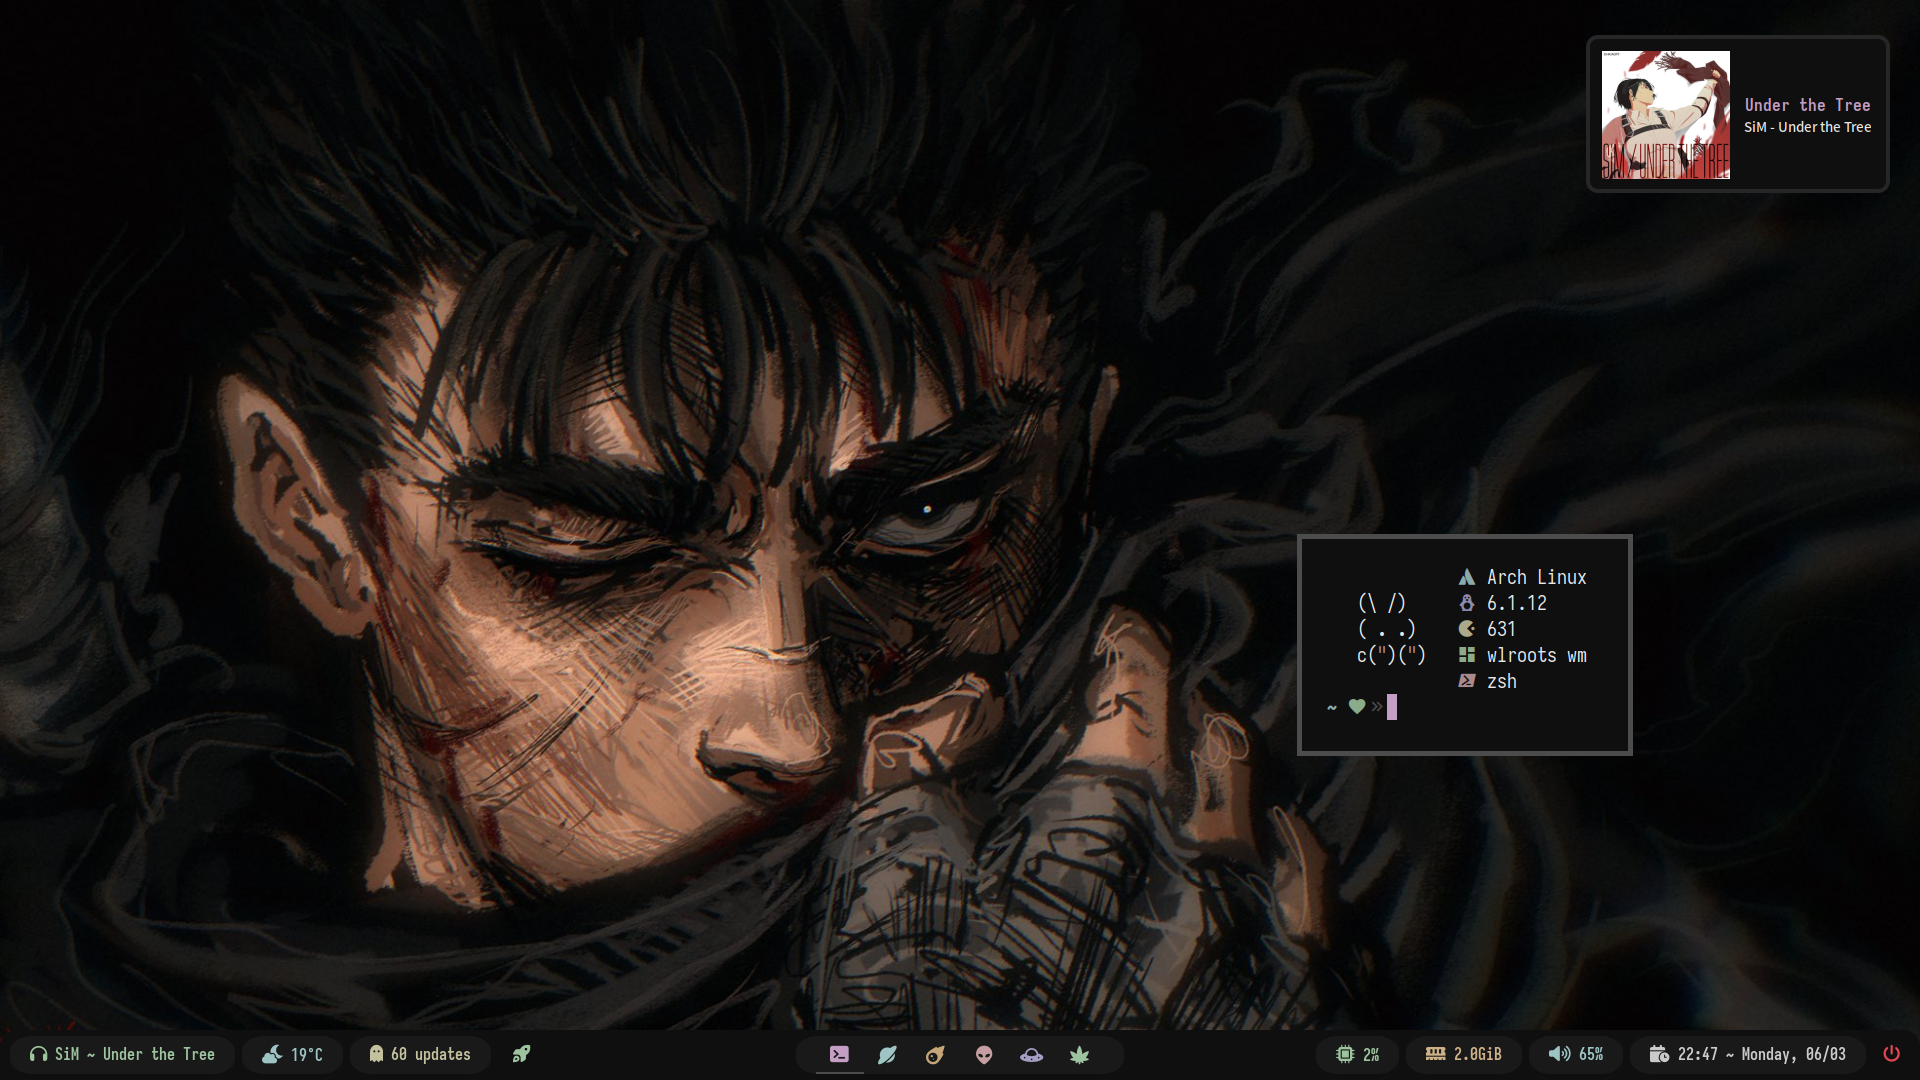 SiM / UNDER THE TREE
Under the Tree
SiM - Under the Tree
Arch Linux
(\ /)
6.1.12
( . .)
631
c(")(")
wlroots wm
zsh
~ »
SiM ~ Under the Tree
19°C
60 updates
2%
2.0GiB
65%
22:47 ~ Monday, 06/03